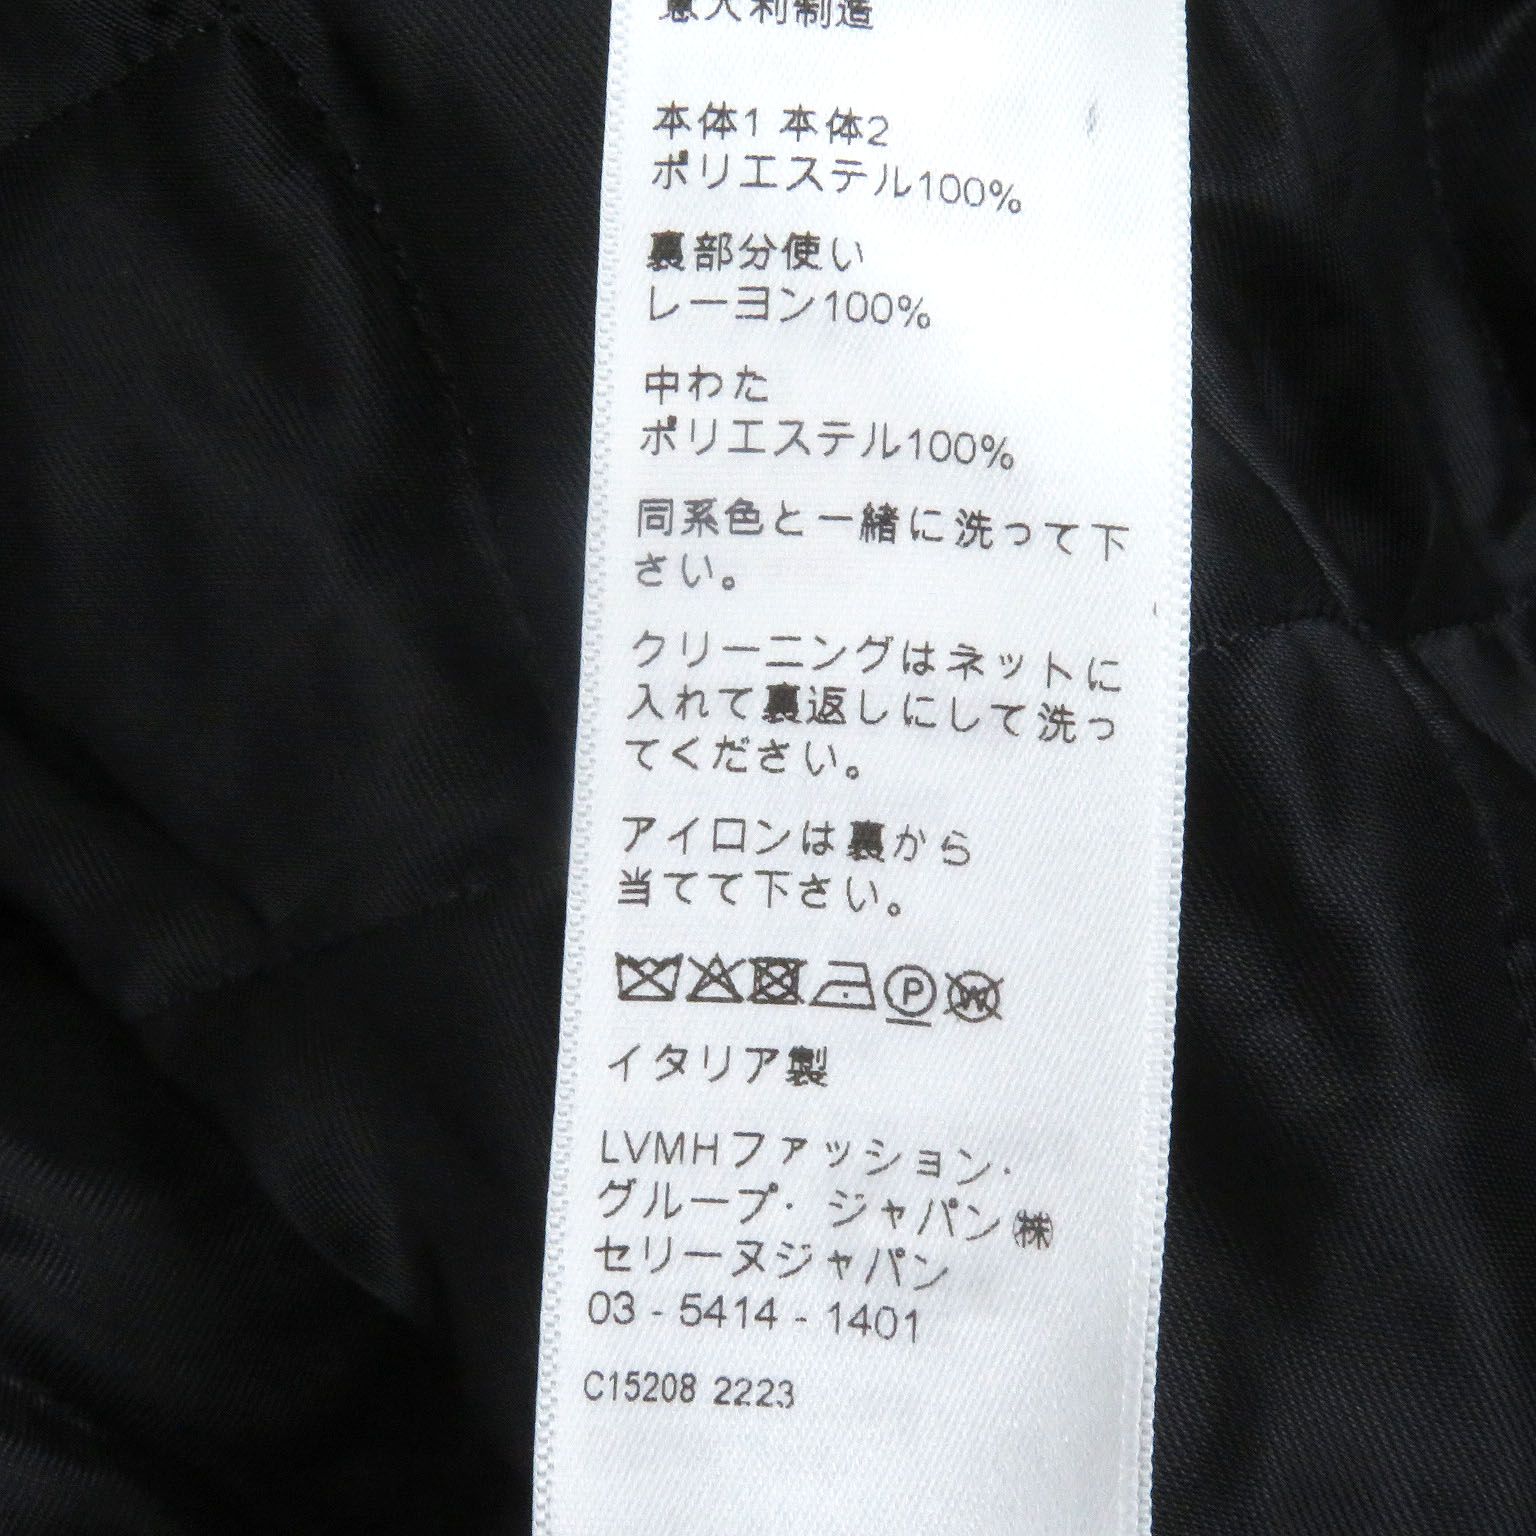 意大利制造
本体1 本体2
ポリエステル100%
裏部分使い
レーヨン100%
中わた
ポリエステル100%
同系色と一緒に洗って下
さい。
クリーニングはネットに
入れて裏返しにして洗っ
てください。
アイロンは裏から
当てて下さい。
P W
イタリア製
LVMHファッション・
グループ・ジャパン㈱
セリーヌジャパン
03 - 5414 - 1401
C15208 2223